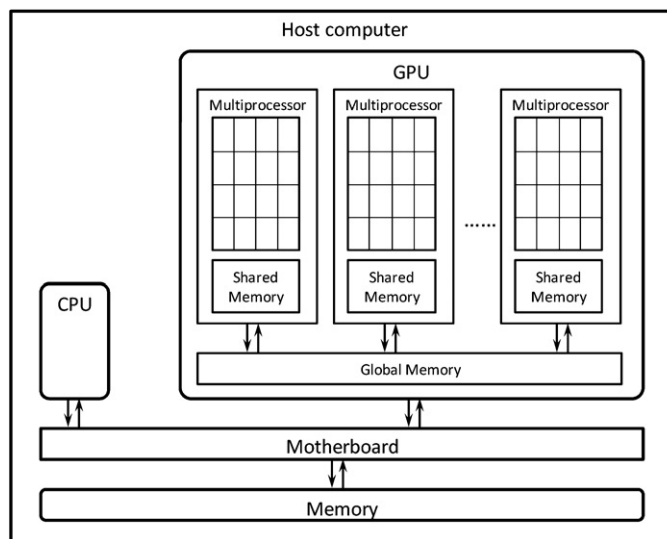 Host computer
GPU
Multiprocessor
Multiprocessor
Multiprocessor
......
Shared
Memory
Shared
Memory
Shared
Memory
CPU
Global Memory
Motherboard
Memory